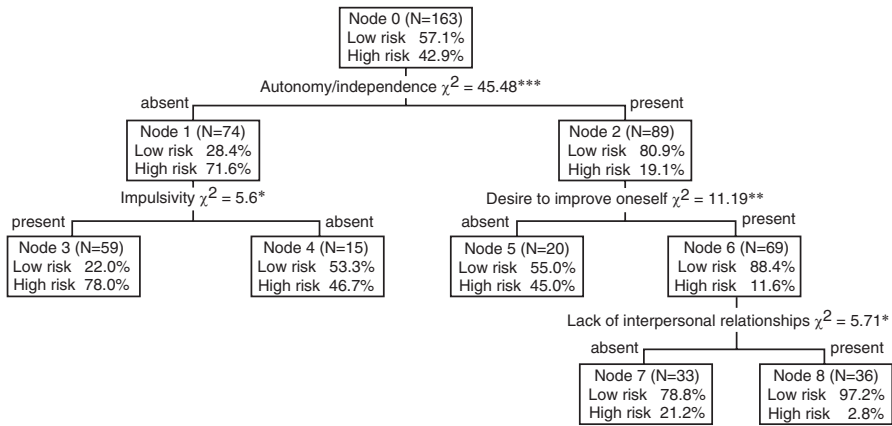 Node 0 (N=163)
Low risk 57.1%
High risk 42.9%
Autonomy/independence χ² = 45.48***
absent
present
Node 1 (N=74)
Low risk 28.4%
High risk 71.6%
Node 2 (N=89)
Low risk 80.9%
High risk 19.1%
Impulsivity χ² = 5.6*
Desire to improve oneself χ² = 11.19**
present
absent
absent
present
Node 3 (N=59)
Low risk 22.0%
High risk 78.0%
Node 4 (N=15)
Low risk 53.3%
High risk 46.7%
Node 5 (N=20)
Low risk 55.0%
High risk 45.0%
Node 6 (N=69)
Low risk 88.4%
High risk 11.6%
Lack of interpersonal relationships χ² = 5.71*
absent
present
Node 7 (N=33)
Low risk 78.8%
High risk 21.2%
Node 8 (N=36)
Low risk 97.2%
High risk 2.8%